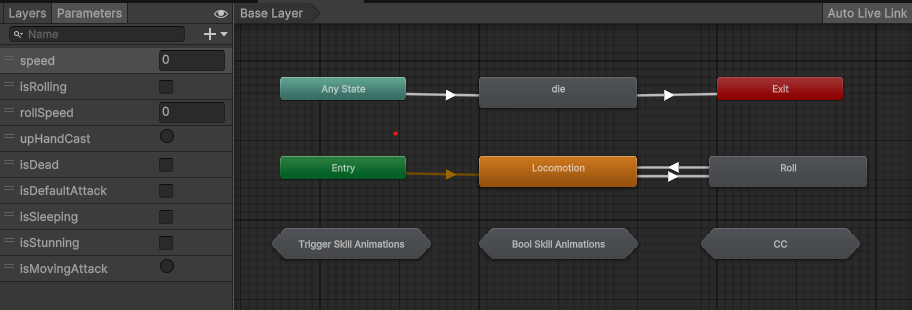 Layers Parameters
Name
speed 0
isRolling
rollSpeed 0
upHandCast
isDead
isDefaultAttack
isSleeping
isStunning
isMovingAttack
Base Layer Auto Live Link
Any State die Exit
Entry Locomotion Roll
Trigger Skill Animations Bool Skill Animations CC